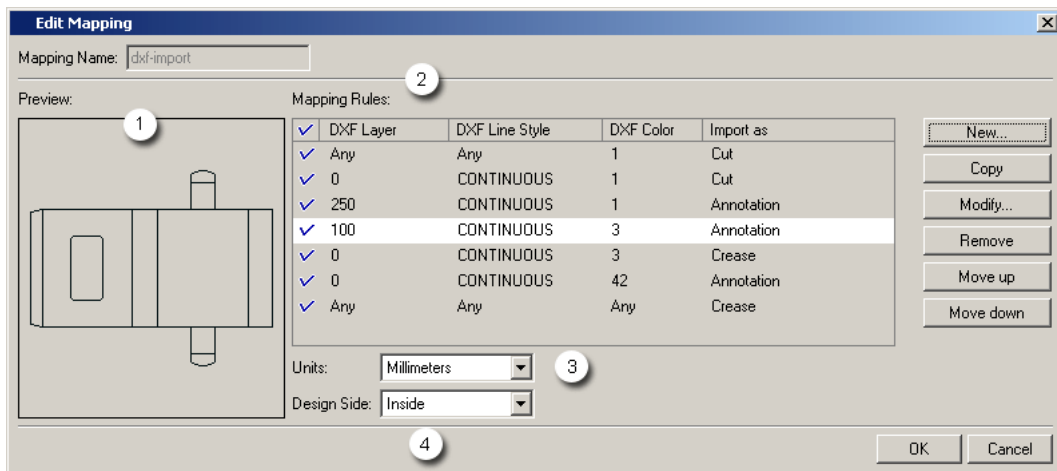 Edit Mapping
Mapping Name: dxf-import
2
Preview:
Mapping Rules:
1
DXF Layer DXF Line Style DXF Color Import as
Any Any 1 Cut
0 CONTINUOUS 1 Cut
250 CONTINUOUS 1 Annotation
100 CONTINUOUS 3 Annotation
0 CONTINUOUS 3 Crease
0 CONTINUOUS 42 Annotation
Any Any Any Crease
New...
Copy
Modify...
Remove
Move up
Move down
Units: Millimeters
3
Design Side: Inside
4
OK Cancel